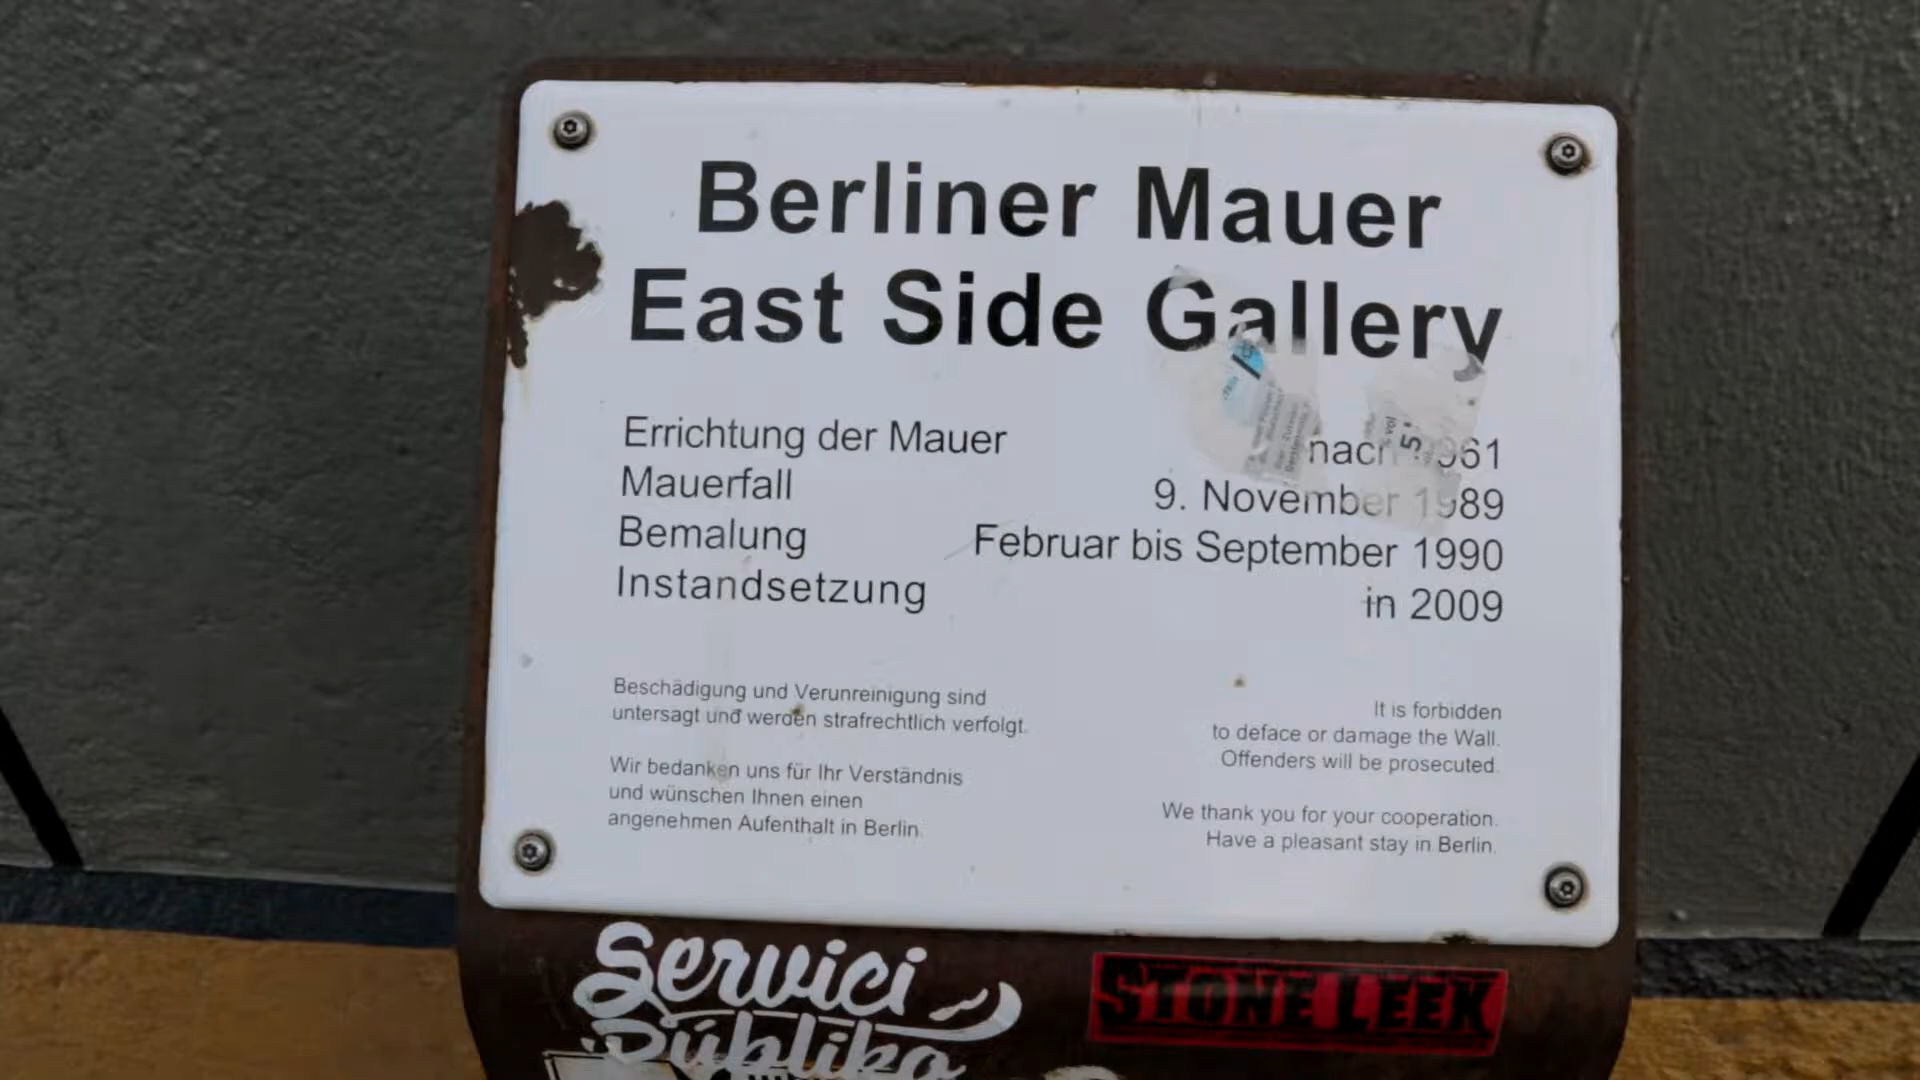 Berliner Mauer
East Side Gallery
Errichtung der Mauer nach 1961
Mauerfall 9. November 1989
Bemalung Februar bis September 1990
Instandsetzung in 2009
Beschädigung und Verunreinigung sind
untersagt und werden strafrechtlich verfolgt.
Wir bedanken uns für Ihr Verständnis
und wünschen Ihnen einen
angenehmen Aufenthalt in Berlin.
It is forbidden
to deface or damage the Wall.
Offenders will be prosecuted.
We thank you for your cooperation.
Have a pleasant stay in Berlin.
Servici
Públika
STONE LEEK